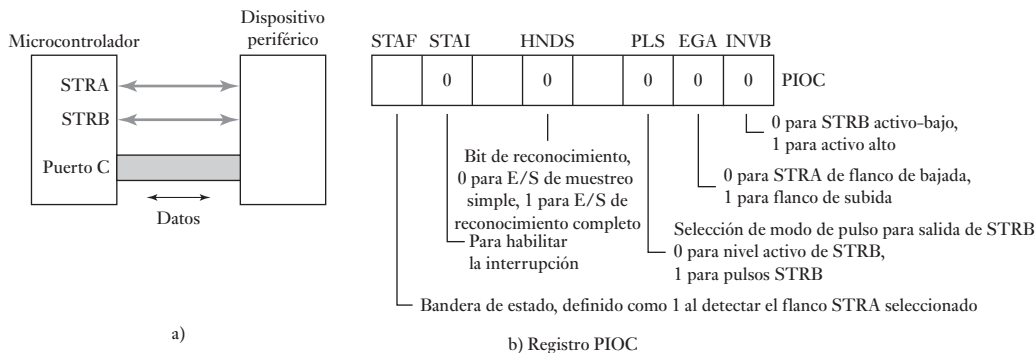 Microcontrolador
Dispositivo
periférico
STRA
STRB
Puerto C
Datos
a)
STAF STAI HNDS PLS EGA INVB
0 0 0 0 0
PIOC
0 para STRB activo-bajo,
1 para activo alto
0 para STRA de flanco de bajada,
1 para flanco de subida
Bit de reconocimiento,
0 para E/S de muestreo
simple, 1 para E/S de
reconocimiento completo
Selección de modo de pulso para salida de STRB
0 para nivel activo de STRB,
1 para pulsos STRB
Para habilitar
la interrupción
Bandera de estado, definido como 1 al detectar el flanco STRA seleccionado
b) Registro PIOC